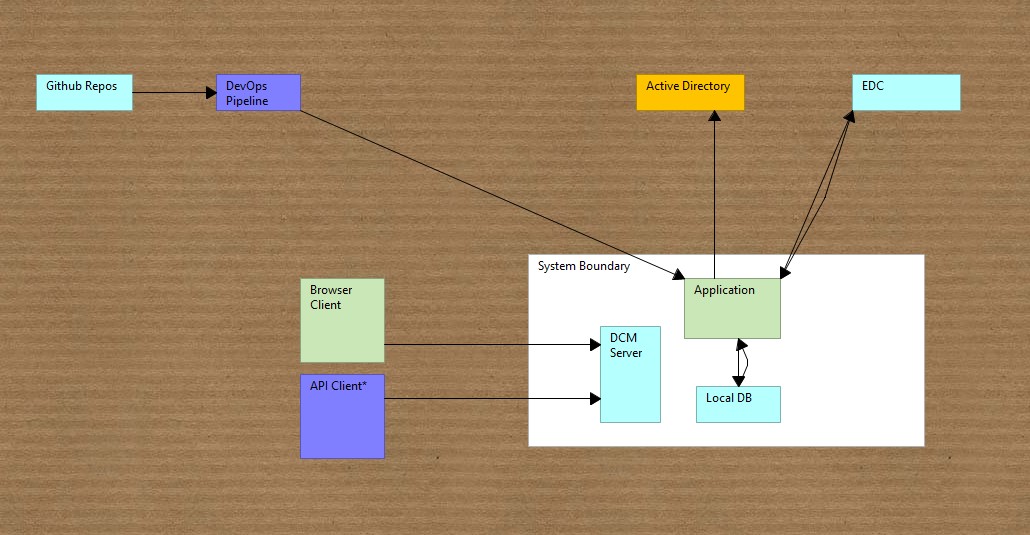 Github Repos
DevOps
Pipeline
Active Directory
EDC
System Boundary
Browser
Client
Application
DCM
Server
API Client*
Local DB